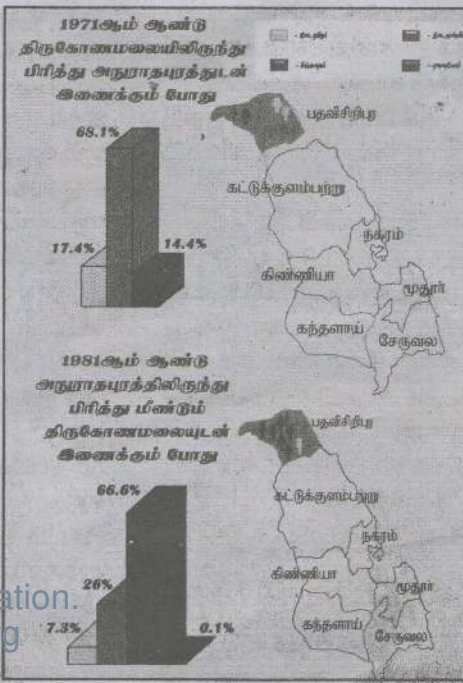 1971ஆம் ஆண்டு
திருகோணமலையிலிருந்து
பிரித்து அநுராதபுரத்துடன்
இணைக்கும் போது
68.1%
17.4%
14.4%
பதவிசிறிபுர
கட்டுக்குளம்பற்று
நகரம்
கிண்ணியா
மூதூர்
கந்தளாய்
சேருவல
1981ஆம் ஆண்டு
அநுராதபுரத்திலிருந்து
பிரித்து மீண்டும்
திருகோணமலையுடன்
இணைக்கும் போது
66.6%
26%
7.3%
0.1%
பதவிசிறிபுர
கட்டுக்குளம்பற்று
நகரம்
கிண்ணியா
மூதூர்
கந்தளாய்
சேருவல
ation.
g